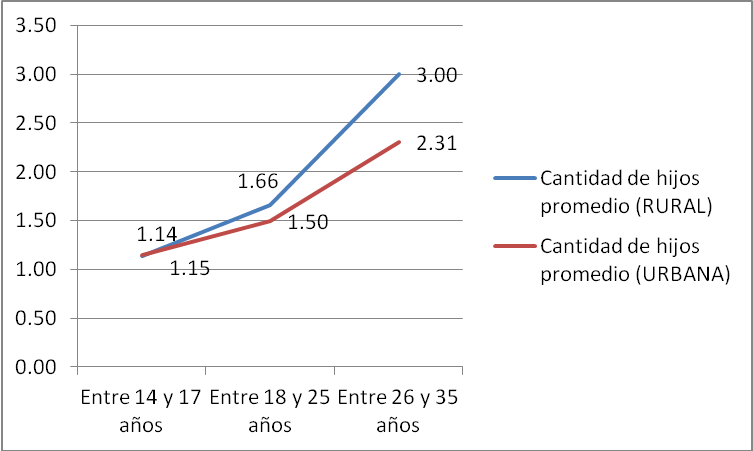 3.50
3.00
2.50
2.00
1.50
1.00
0.50
0.00
3.00
2.31
1.66
1.50
1.14
1.15
Entre 14 y 17
años
Entre 18 y 25
años
Entre 26 y 35
años
Cantidad de hijos
promedio (RURAL)
Cantidad de hijos
promedio (URBANA)